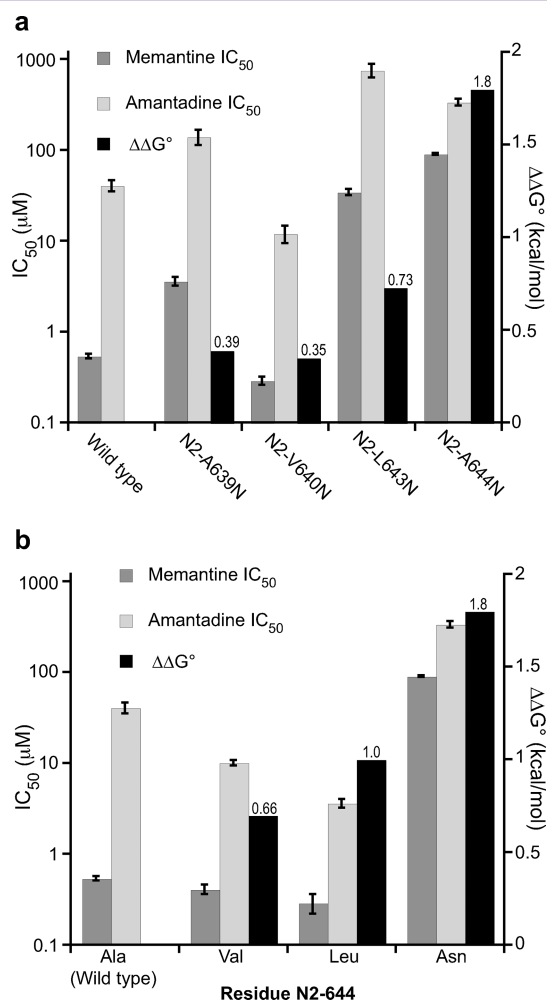 a
Memantine IC50
Amantadine IC50
ΔΔG°
1000
100
10
1
0.1
IC50 (μM)
2
1.5
1
0.5
0
ΔΔG° (kcal/mol)
0.39
0.35
0.73
1.8
Wild type
N2-A639N
N2-V640N
N2-L643N
N2-A644N
b
Memantine IC50
Amantadine IC50
ΔΔG°
1000
100
10
1
0.1
IC50 (μM)
2
1.5
1
0.5
0
ΔΔG° (kcal/mol)
0.66
1.0
1.8
Ala Val Leu Asn
(Wild type)
Residue N2-644